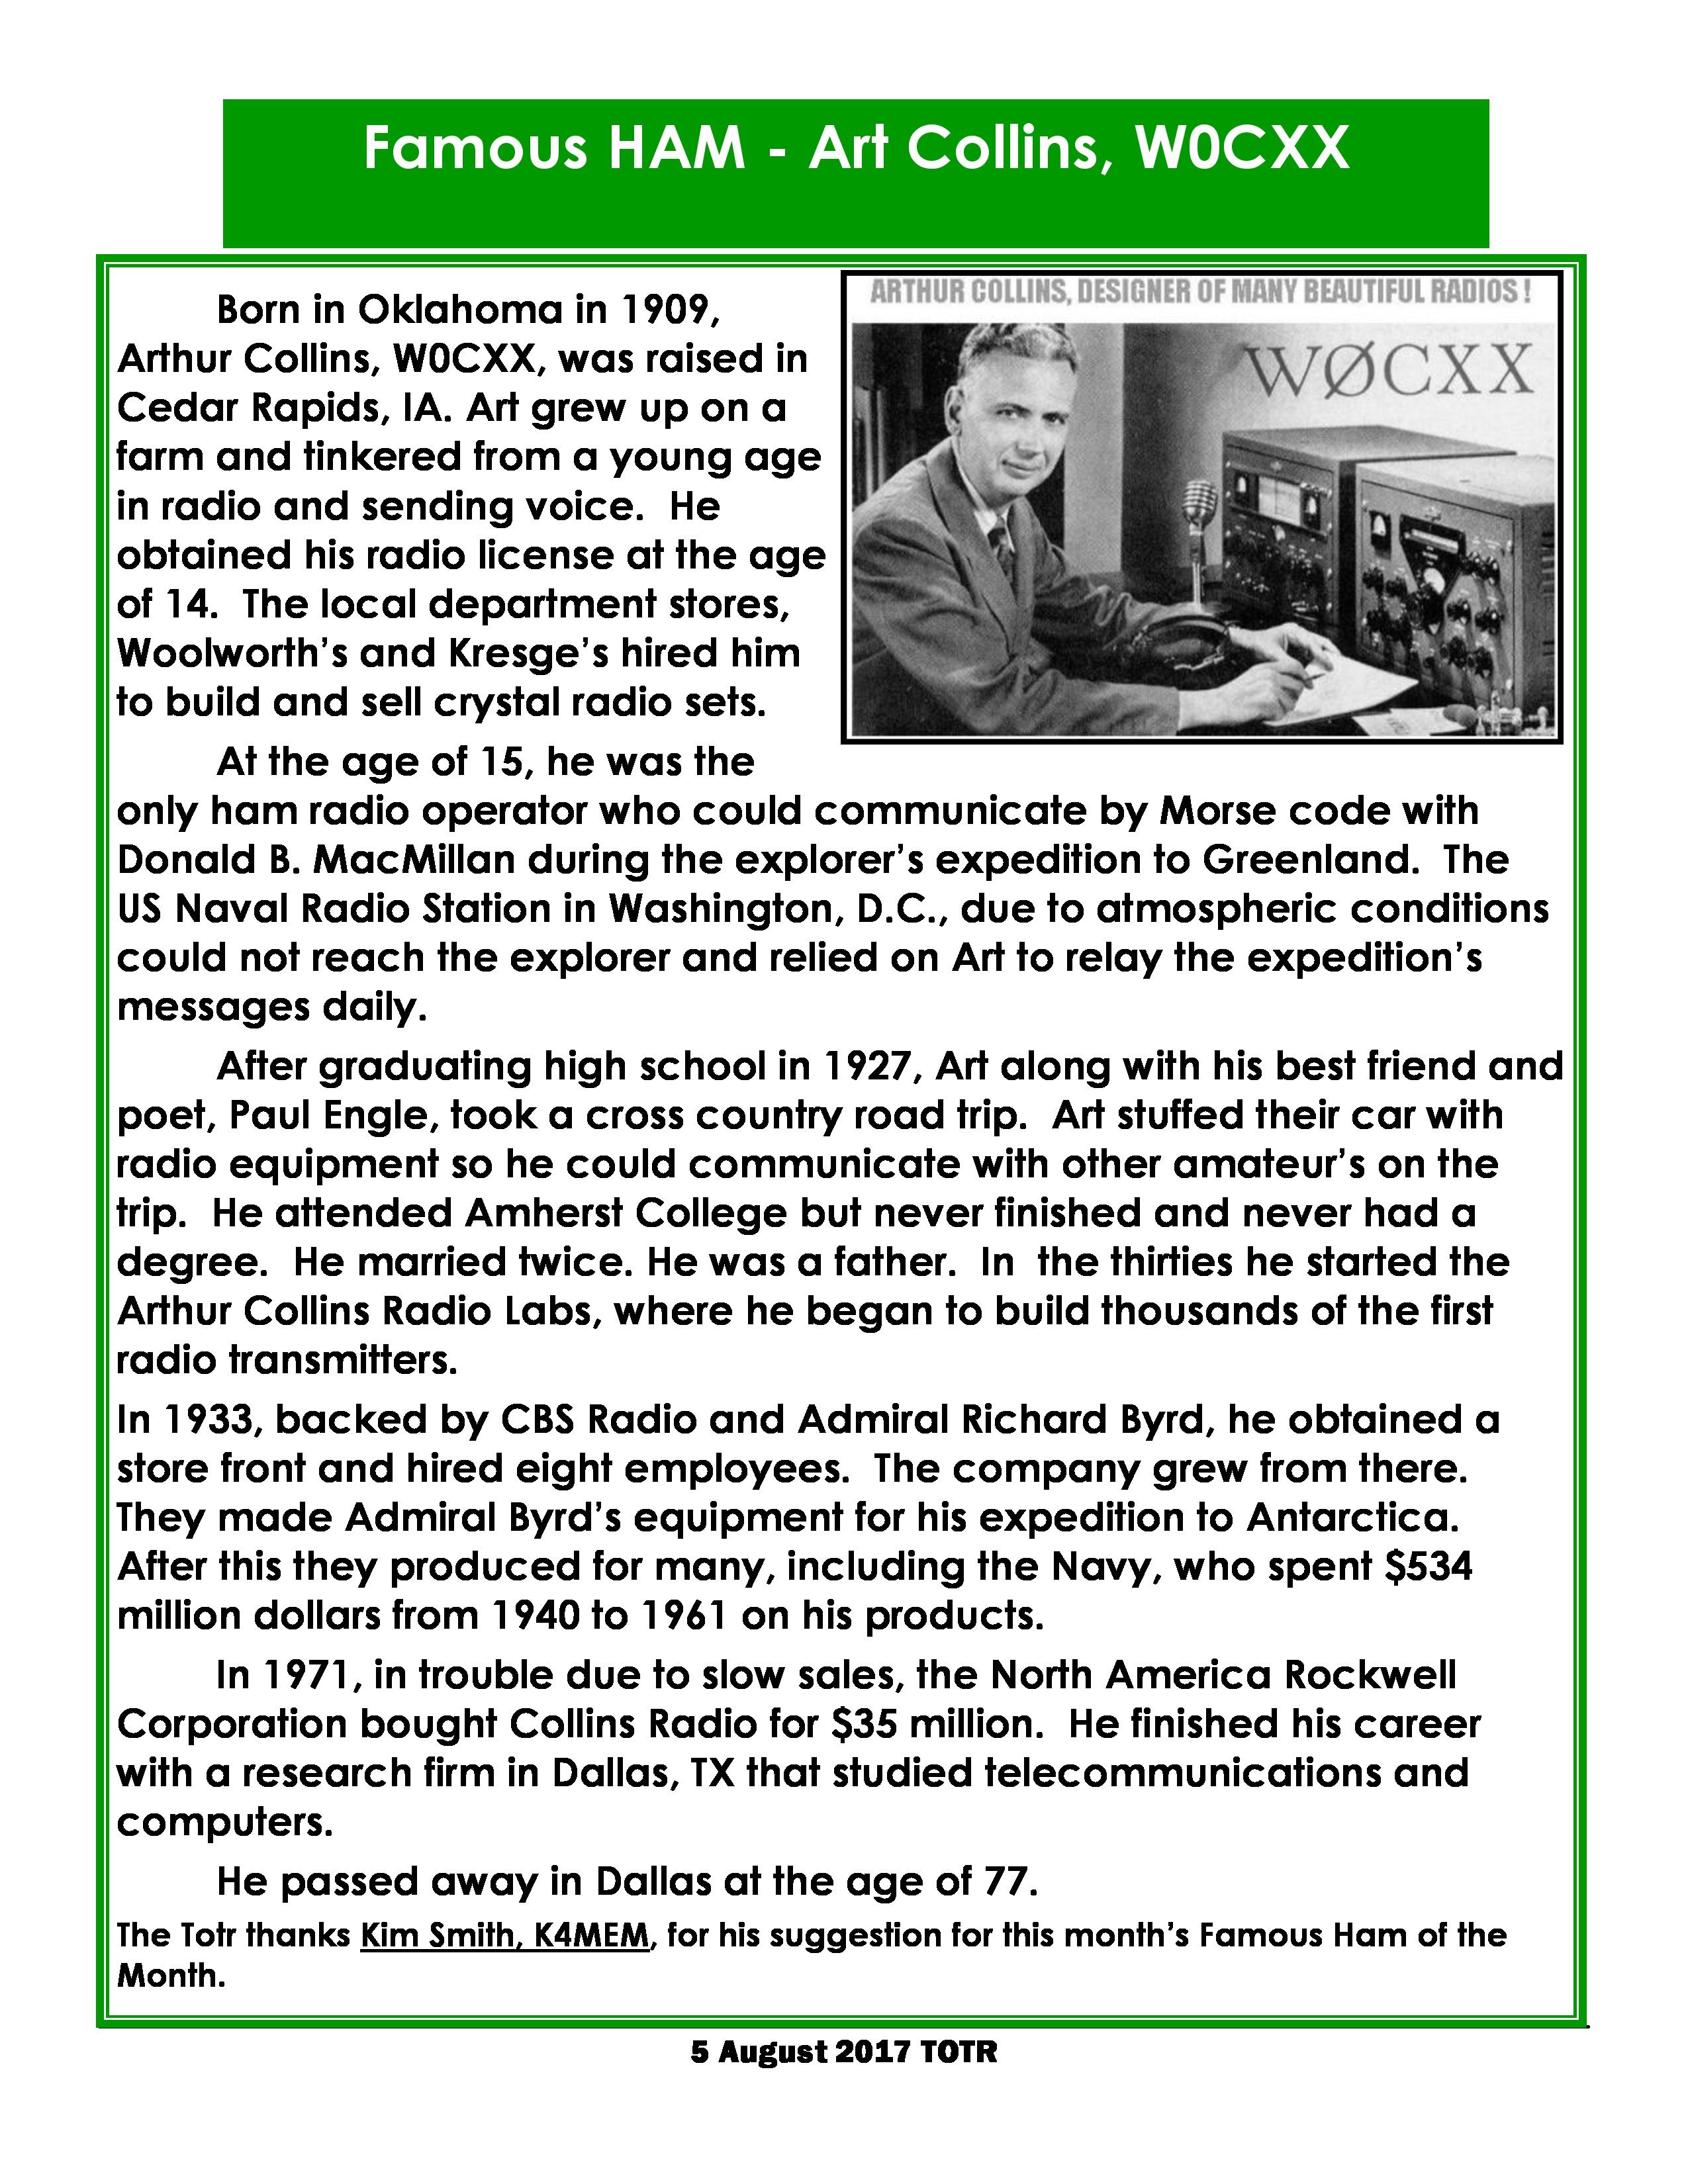 Famous HAM - Art Collins, W0CXX
ARTHUR COLLINS, DESIGNER OF MANY BEAUTIFUL RADIOS !
WØCXX
Born in Oklahoma in 1909,
Arthur Collins, W0CXX, was raised in
Cedar Rapids, IA. Art grew up on a
farm and tinkered from a young age
in radio and sending voice.  He
obtained his radio license at the age
of 14.  The local department stores,
Woolworth’s and Kresge’s hired him
to build and sell crystal radio sets.
At the age of 15, he was the
only ham radio operator who could communicate by Morse code with
Donald B. MacMillan during the explorer’s expedition to Greenland.  The
US Naval Radio Station in Washington, D.C., due to atmospheric conditions
could not reach the explorer and relied on Art to relay the expedition’s
messages daily.
After graduating high school in 1927, Art along with his best friend and
poet, Paul Engle, took a cross country road trip.  Art stuffed their car with
radio equipment so he could communicate with other amateur’s on the
trip.  He attended Amherst College but never finished and never had a
degree.  He married twice. He was a father.  In  the thirties he started the
Arthur Collins Radio Labs, where he began to build thousands of the first
radio transmitters.
In 1933, backed by CBS Radio and Admiral Richard Byrd, he obtained a
store front and hired eight employees.  The company grew from there.
They made Admiral Byrd’s equipment for his expedition to Antarctica.
After this they produced for many, including the Navy, who spent $534
million dollars from 1940 to 1961 on his products.
In 1971, in trouble due to slow sales, the North America Rockwell
Corporation bought Collins Radio for $35 million.  He finished his career
with a research firm in Dallas, TX that studied telecommunications and
computers.
He passed away in Dallas at the age of 77.
The Totr thanks Kim Smith, K4MEM, for his suggestion for this month’s Famous Ham of the
Month.
5 August 2017 TOTR